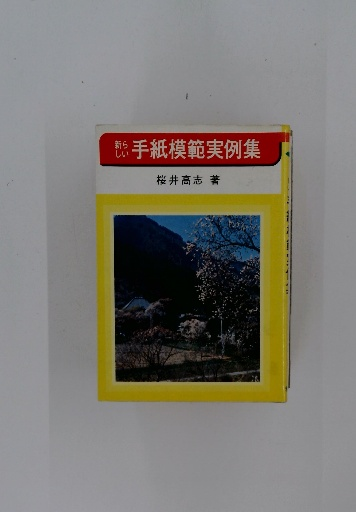 新らしい 手紙模範実例集
桜井高志 著